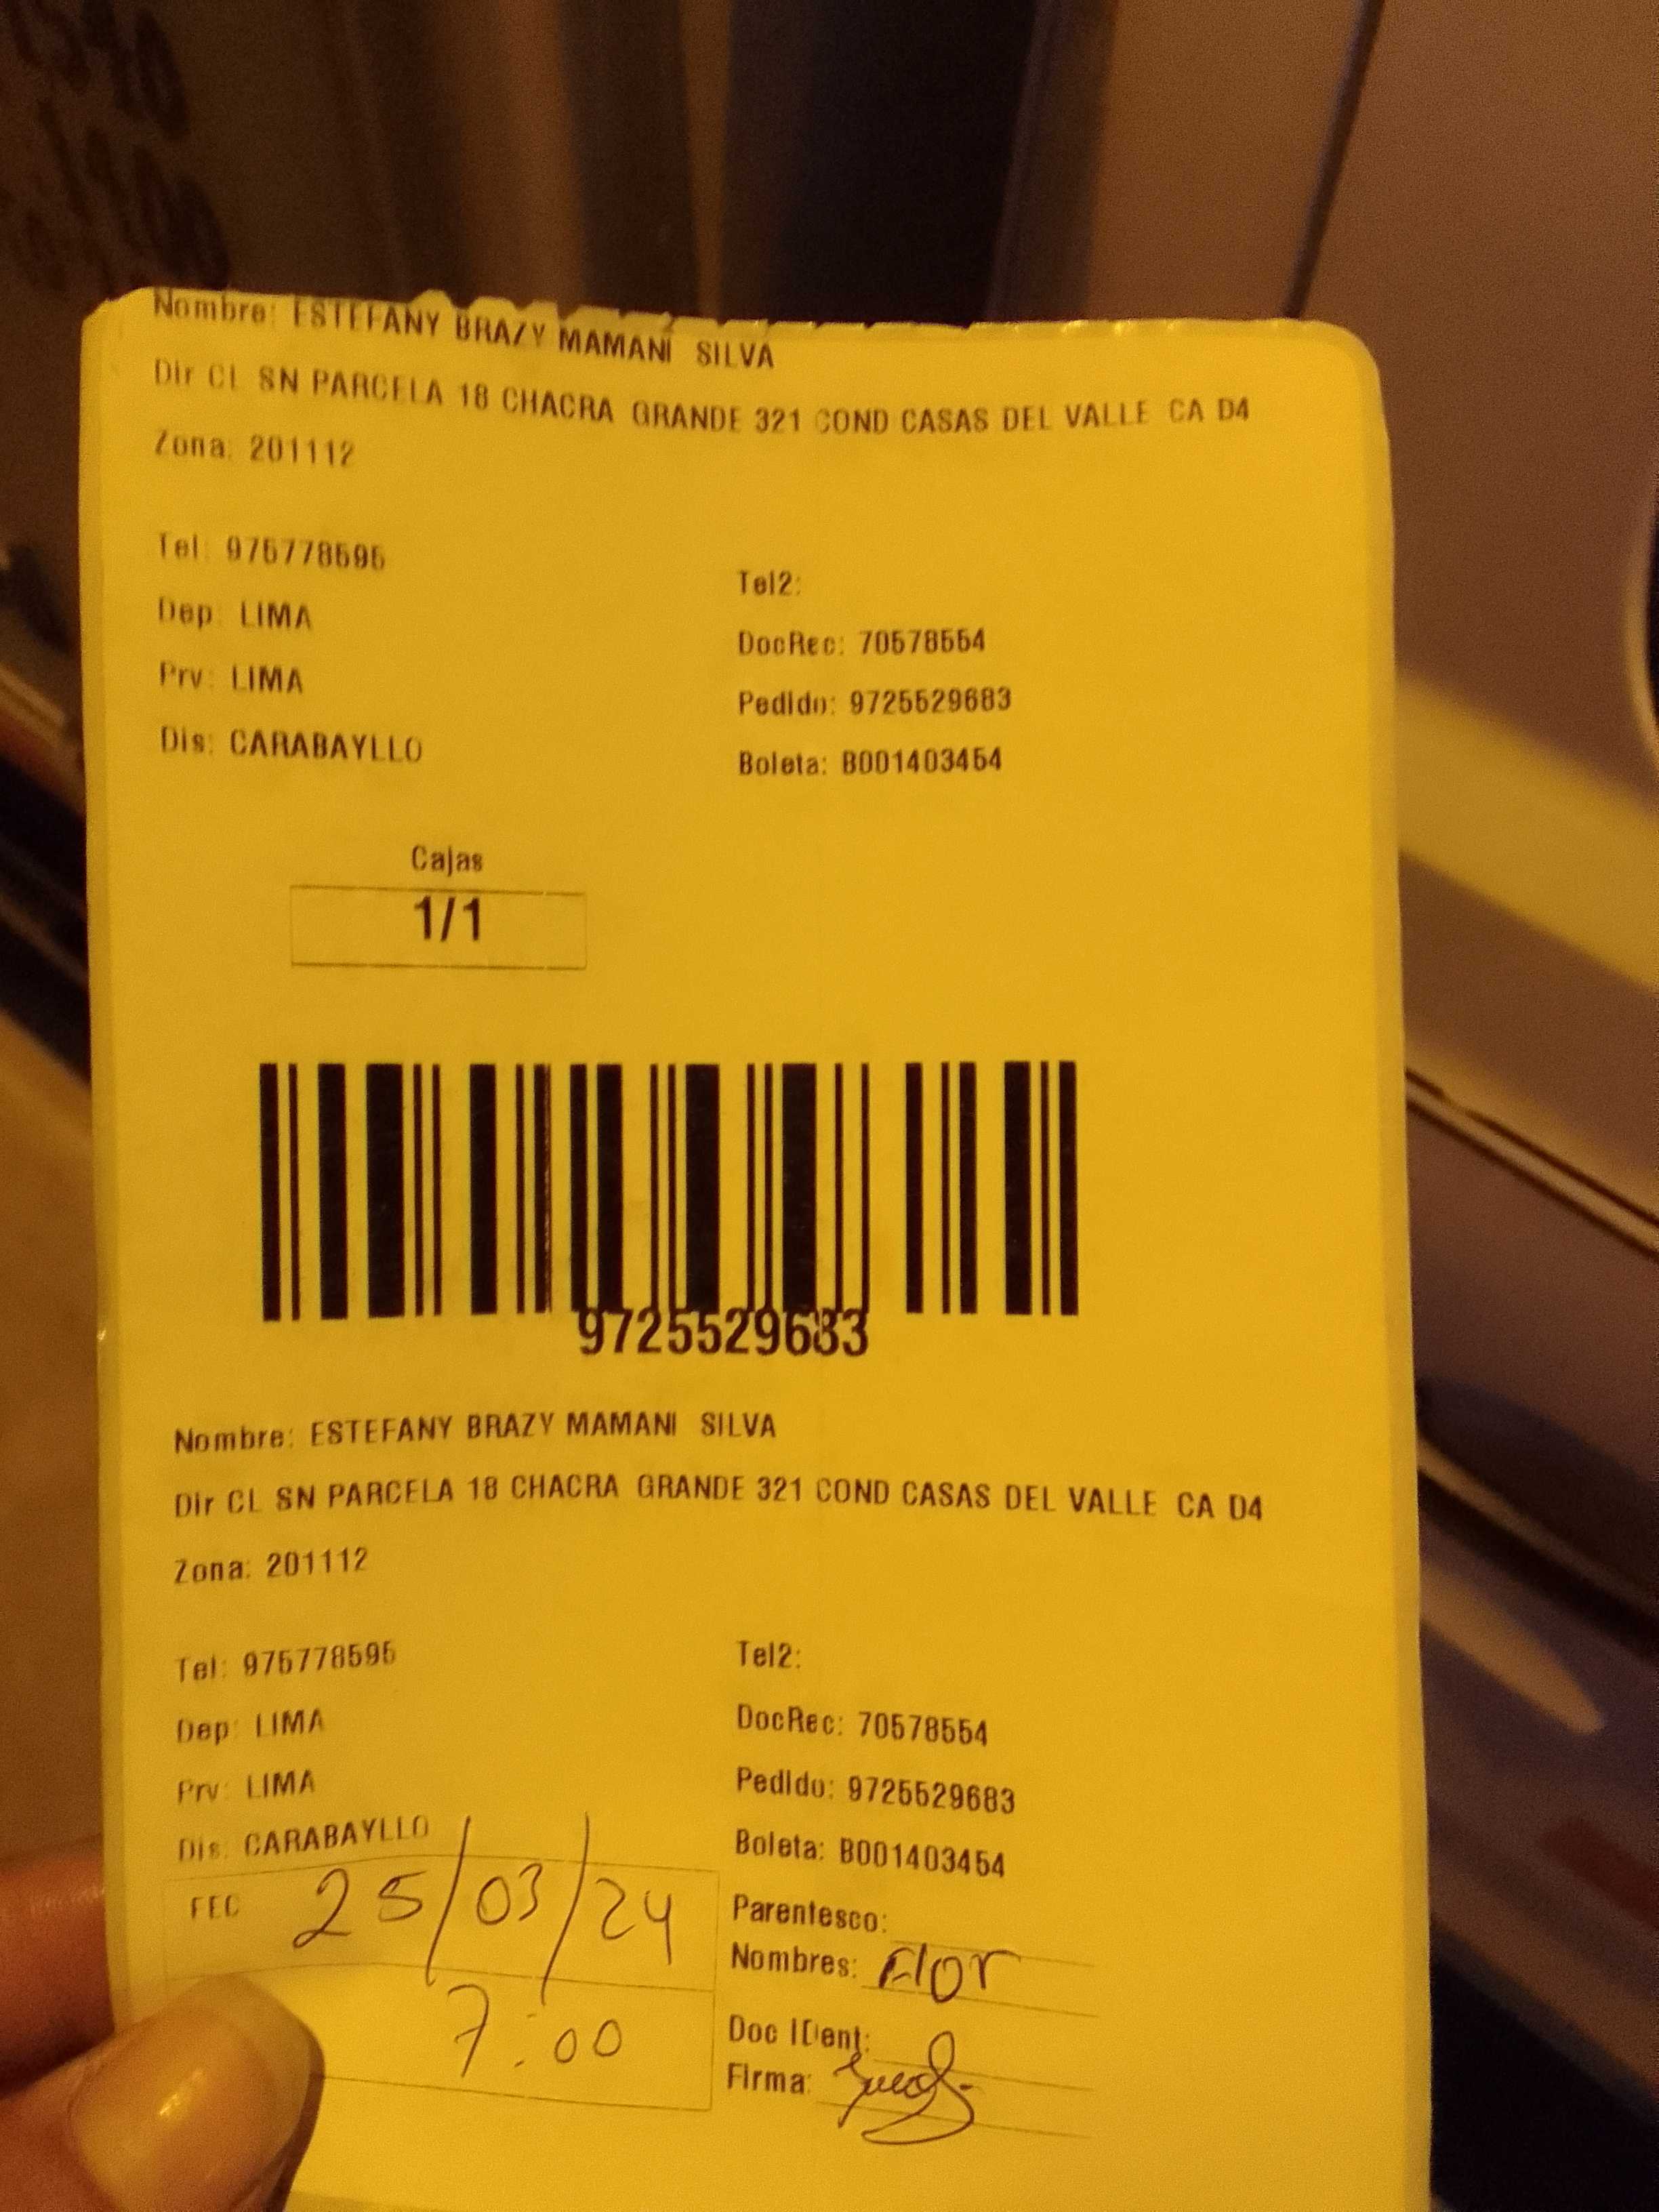 Nombre: ESTEFANY BRAZY MAMANI SILVA
Dir CL SN PARCELA 18 CHACRA GRANDE 321 COND CASAS DEL VALLE CA D4
Zona: 201112
Tel: 975778595
Tel2:
Dep: LIMA
DocRec: 70578554
Prv: LIMA
Pedido: 9725529683
Dis: CARABAYLLO
Boleta: B001403454
Cajas
1/1
9725529683
Nombre: ESTEFANY BRAZY MAMANI SILVA
Dir CL SN PARCELA 18 CHACRA GRANDE 321 COND CASAS DEL VALLE CA D4
Zona: 201112
Tel: 975778595
Tel2:
Dep: LIMA
DocRec: 70578554
Prv: LIMA
Pedido: 9725529683
Dis: CARABAYLLO
Boleta: B001403454
FEC 25/03/24
Parentesco:
Nombres: Flor
7:00
Doc IDent:
Firma: